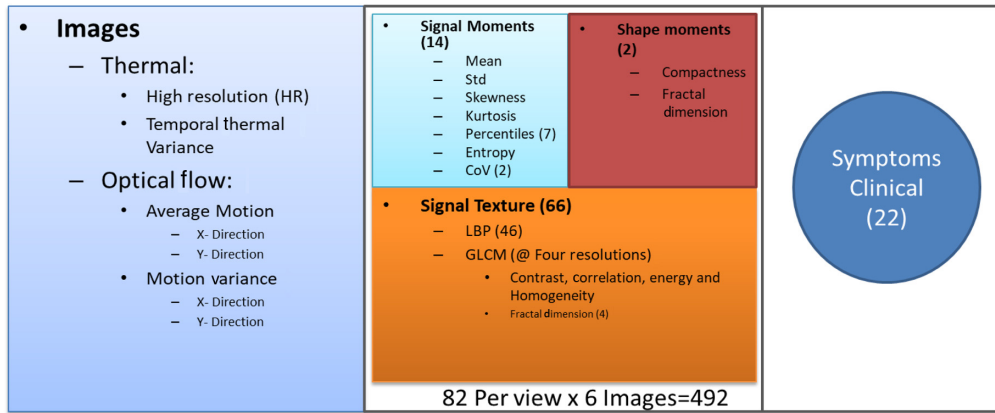 • Images
– Thermal:
• High resolution (HR)
• Temporal thermal
Variance
– Optical flow:
• Average Motion
– X- Direction
– Y- Direction
• Motion variance
– X- Direction
– Y- Direction
• Signal Moments
(14)
– Mean
– Std
– Skewness
– Kurtosis
– Percentiles (7)
– Entropy
– CoV (2)
• Shape moments
(2)
– Compactness
– Fractal
dimension
• Signal Texture (66)
– LBP (46)
– GLCM (@ Four resolutions)
• Contrast, correlation, energy and
Homogeneity
• Fractal dimension (4)
82 Per view x 6 Images=492
Symptoms
Clinical
(22)